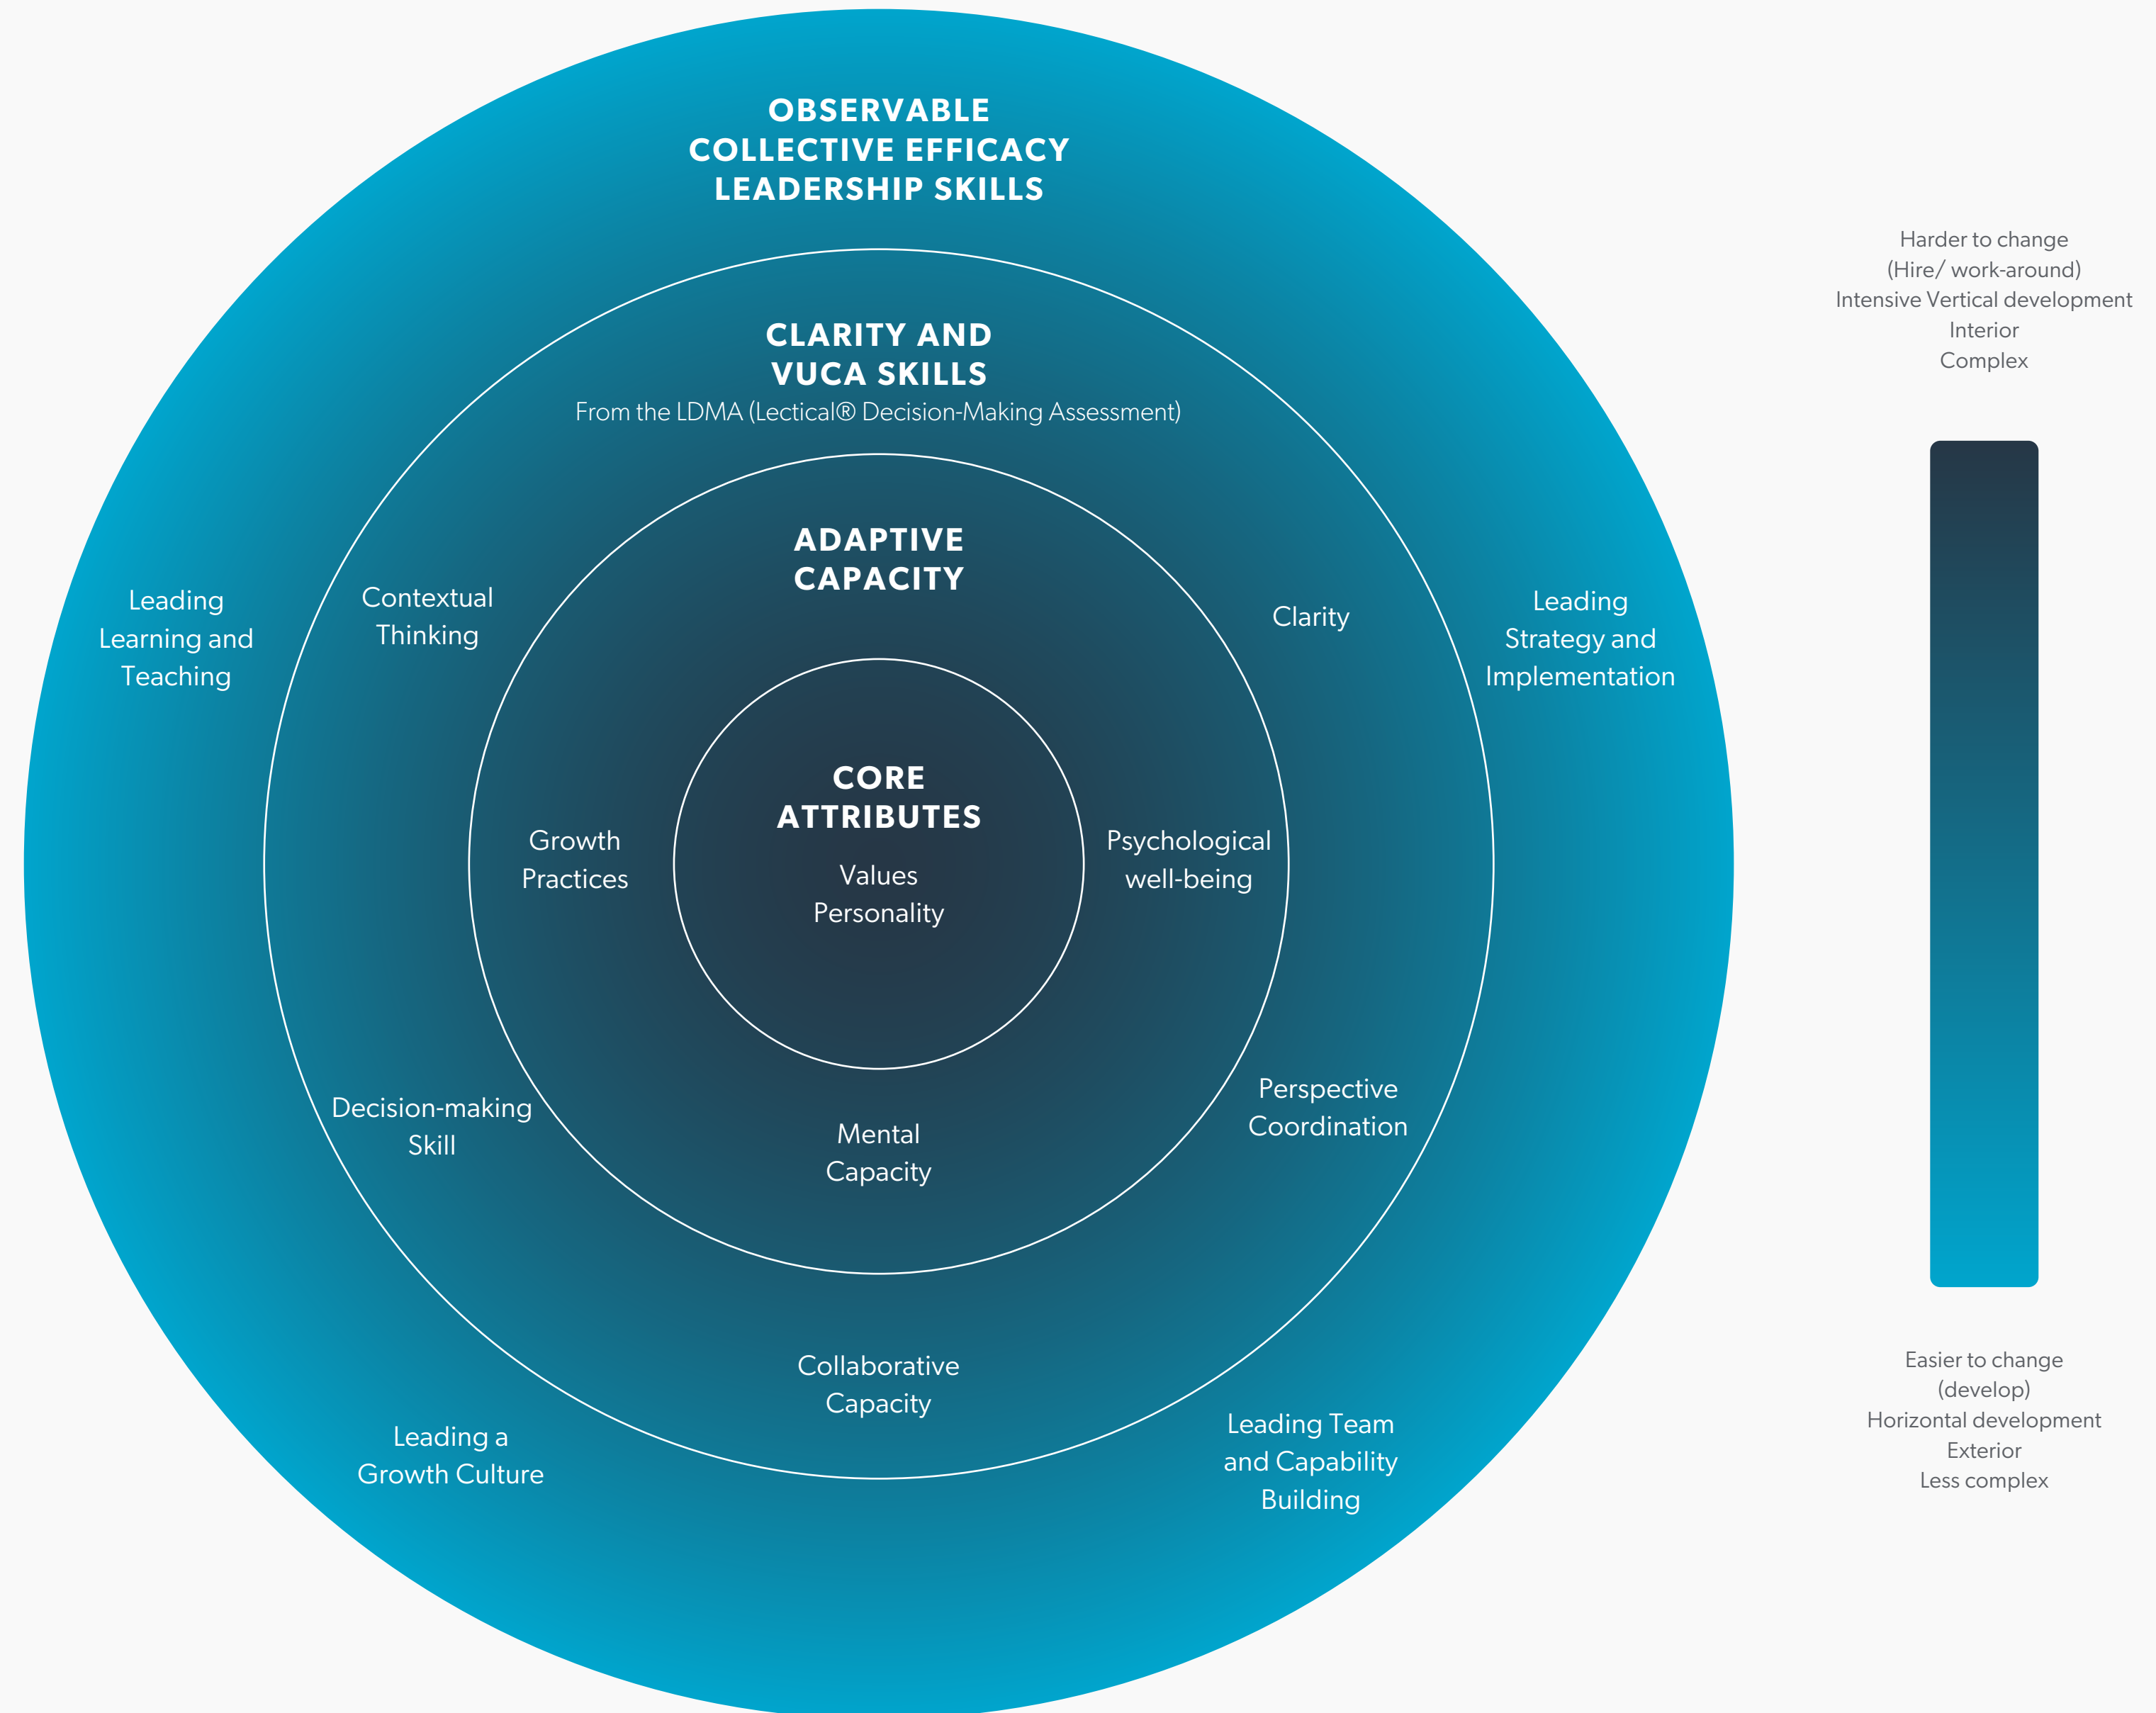 OBSERVABLE
COLLECTIVE EFFICACY
LEADERSHIP SKILLS
CLARITY AND
VUCA SKILLS
From the LDMA (Lectical® Decision-Making Assessment)
ADAPTIVE
CAPACITY
CORE
ATTRIBUTES
Values
Personality
Leading
Learning and
Teaching
Contextual
Thinking
Clarity
Leading
Strategy and
Implementation
Growth
Practices
Psychological
well-being
Decision-making
Skill
Mental
Capacity
Perspective
Coordination
Collaborative
Capacity
Leading a
Growth Culture
Leading Team
and Capability
Building
Harder to change
(Hire/ work-around)
Intensive Vertical development
Interior
Complex
Easier to change
(develop)
Horizontal development
Exterior
Less complex